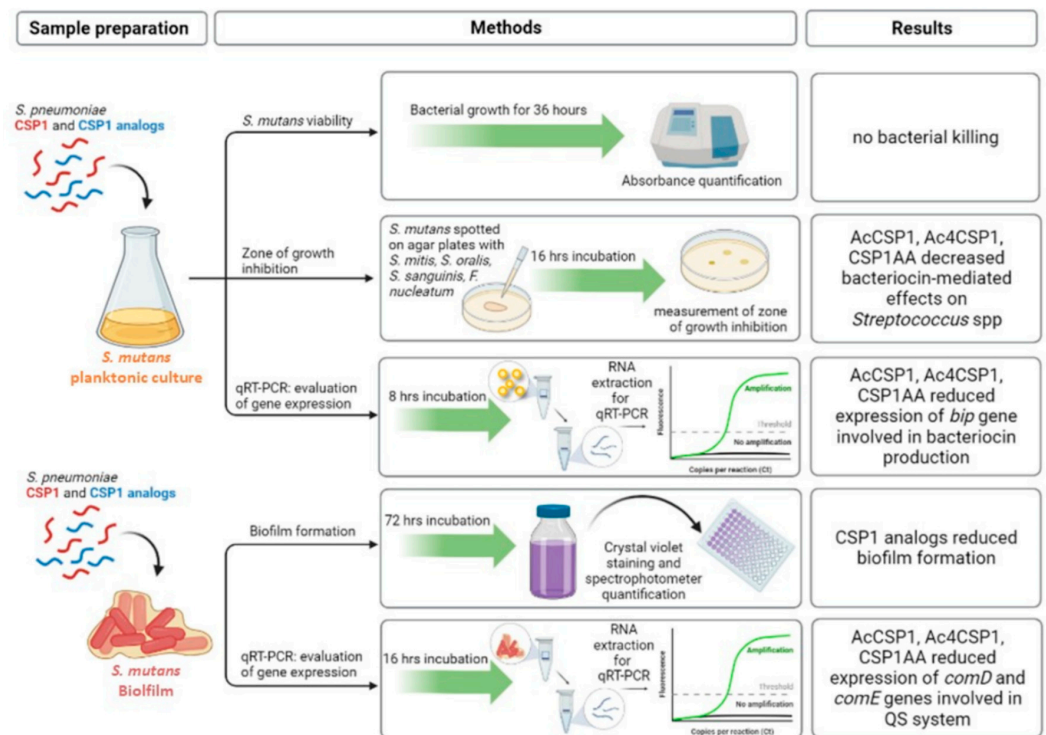 Sample preparation
Methods
Results
S. pneumoniae
CSP1 and CSP1 analogs
S. mutans
planktonic culture
S. mutans viability
Bacterial growth for 36 hours
Absorbance quantification
no bacterial killing
Zone of growth
inhibition
S. mutans spotted
on agar plates with
S. mitis, S. oralis,
S. sanguinis, F.
nucleatum
16 hrs incubation
measurement of zone
of growth inhibition
AcCSP1, Ac4CSP1,
CSP1AA decreased
bacteriocin-mediated
effects on
Streptococcus spp
qRT-PCR: evaluation
of gene expression
8 hrs incubation
RNA
extraction
for
qRT-PCR
Fluorescence
Amplification
Threshold
No amplification
Copies per reaction (Ct)
AcCSP1, Ac4CSP1,
CSP1AA reduced
expression of bip gene
involved in bacteriocin
production
S. pneumoniae
CSP1 and CSP1 analogs
S. mutans
Biolfilm
Biofilm formation
72 hrs incubation
Crystal violet
staining and
spectrophotometer
quantification
CSP1 analogs reduced
biofilm formation
qRT-PCR: evaluation
of gene expression
16 hrs incubation
RNA
extraction
for
qRT-PCR
Fluorescence
Amplification
Threshold
No amplification
Copies per reaction (Ct)
AcCSP1, Ac4CSP1,
CSP1AA reduced
expression of comD and
comE genes involved in
QS system